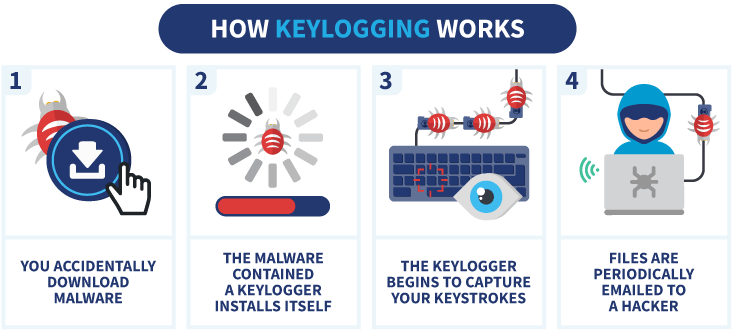 HOW KEYLOGGING WORKS
1
YOU ACCIDENTALLY
DOWNLOAD
MALWARE
2
THE MALWARE
CONTAINED
A KEYLOGGER
INSTALLS ITSELF
3
THE KEYLOGGER
BEGINS TO CAPTURE
YOUR KEYSTROKES
4
FILES ARE
PERIODICALLY
EMAILED TO
A HACKER